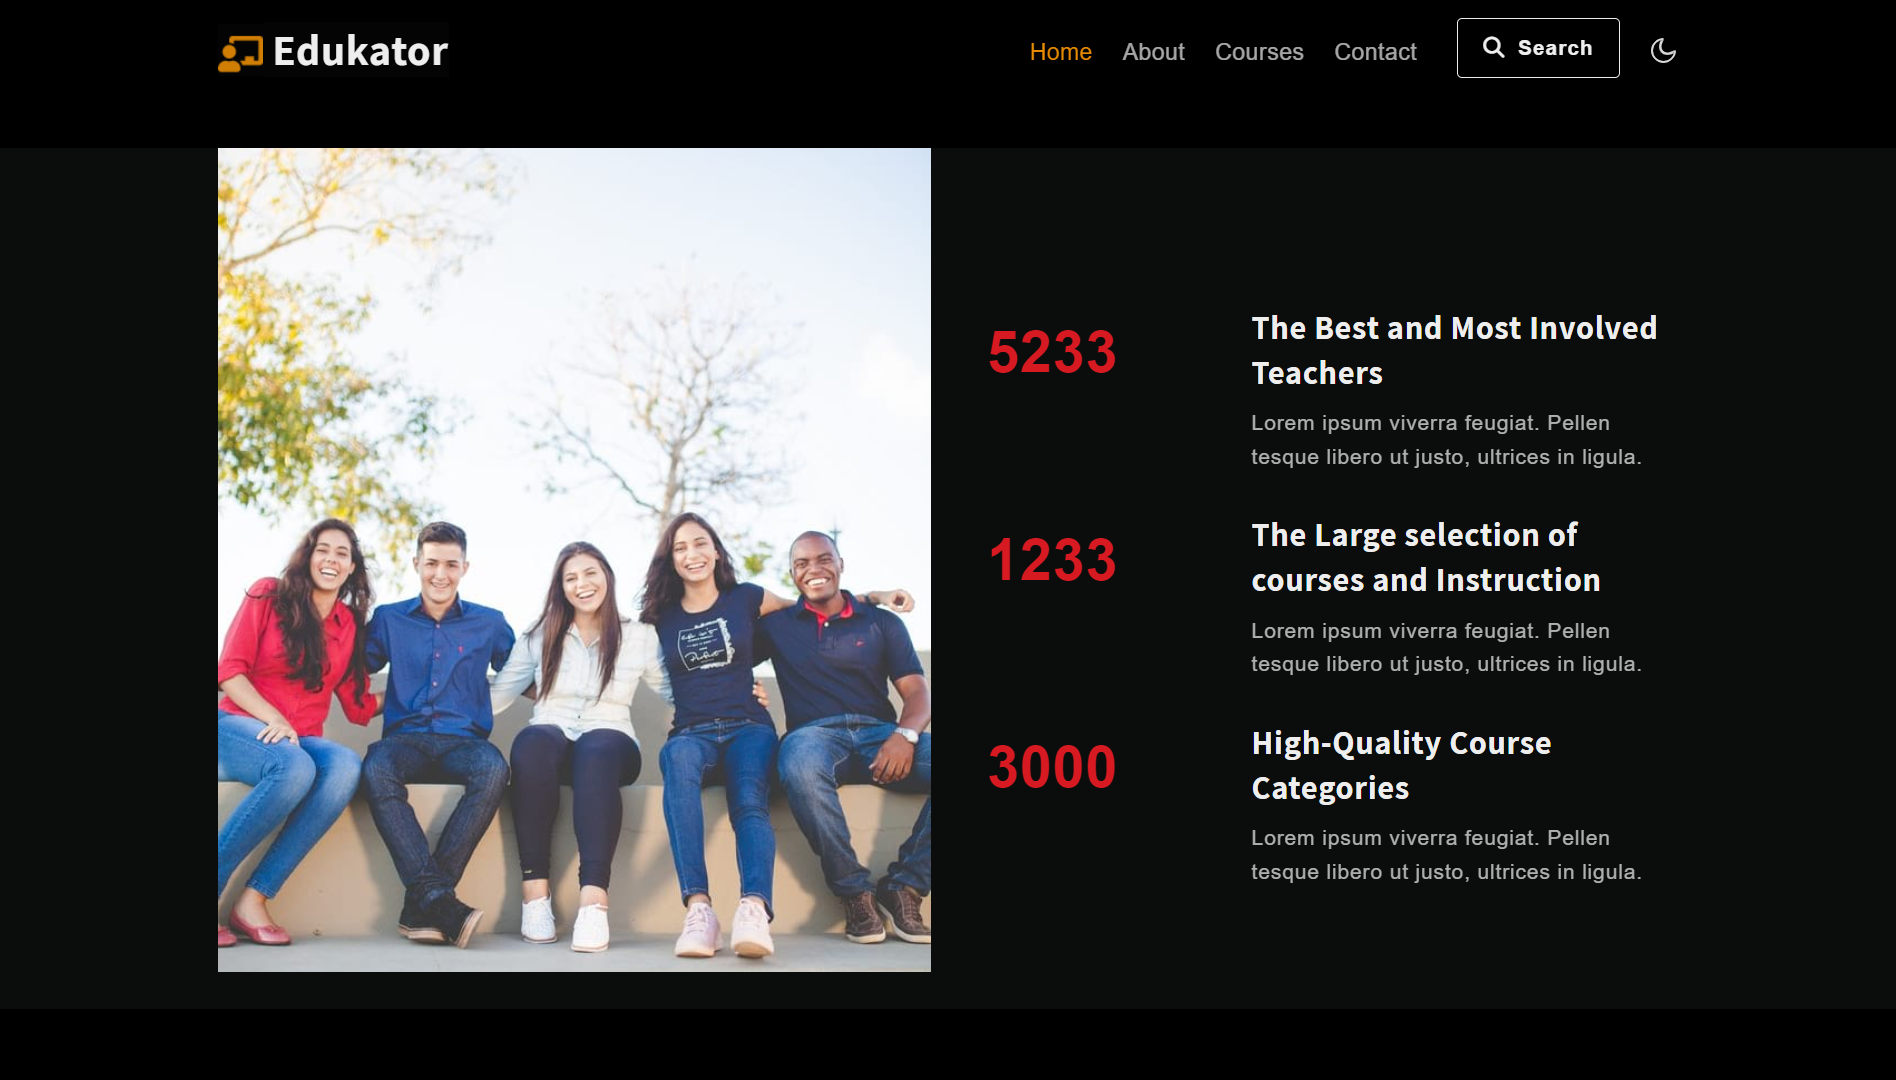 Edukator
Home About Courses Contact Search
5233
The Best and Most Involved
Teachers
Lorem ipsum viverra feugiat. Pellen
tesque libero ut justo, ultrices in ligula.
1233
The Large selection of
courses and Instruction
Lorem ipsum viverra feugiat. Pellen
tesque libero ut justo, ultrices in ligula.
3000
High-Quality Course
Categories
Lorem ipsum viverra feugiat. Pellen
tesque libero ut justo, ultrices in ligula.